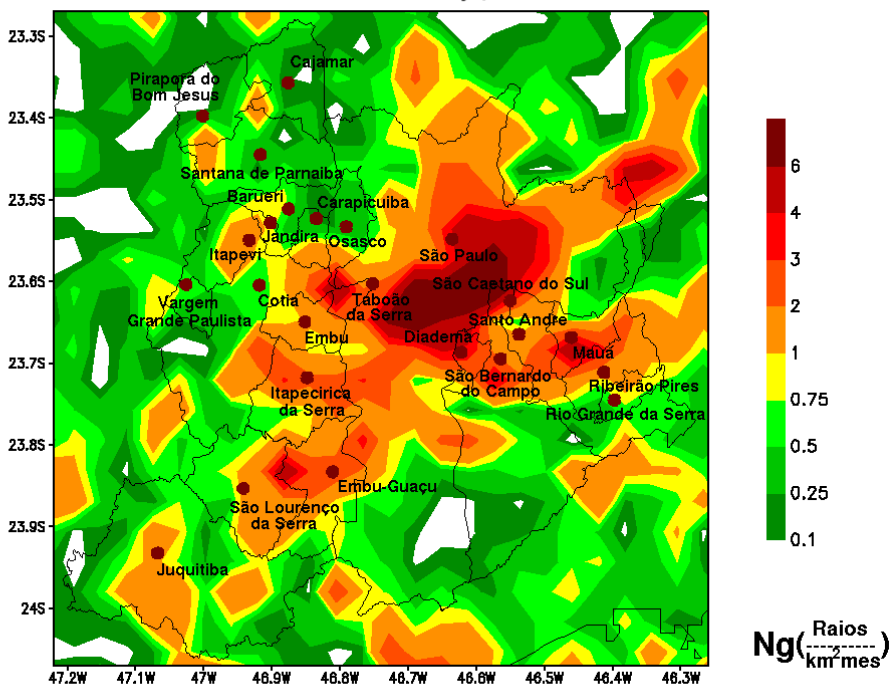 23.3S
Cajamar
Pirapora do
Bom Jesus
23.4S
Santana de Parnaiba
23.5S
Barueri
Carapicuiba
Jandira
Osasco
Itapevi
São Paulo
23.6S
São Caetano do Sul
Vargem
Grande Paulista
Cotia
Taboão
da Serra
Santo Andre
Embu
Diadema
Mauá
23.7S
São Bernardo
do Campo
Ribeirão Pires
Itapecirica
da Serra
Rio Grande da Serra
23.8S
Embu-Guaçu
São Lourenço
da Serra
23.9S
Juquitiba
24S
47.2W 47.1W 47W 46.9W 46.8W 46.7W 46.6W 46.5W 46.4W 46.3W
6
4
3
2
1
0.75
0.5
0.25
0.1
Ng(Raios
km²mes)